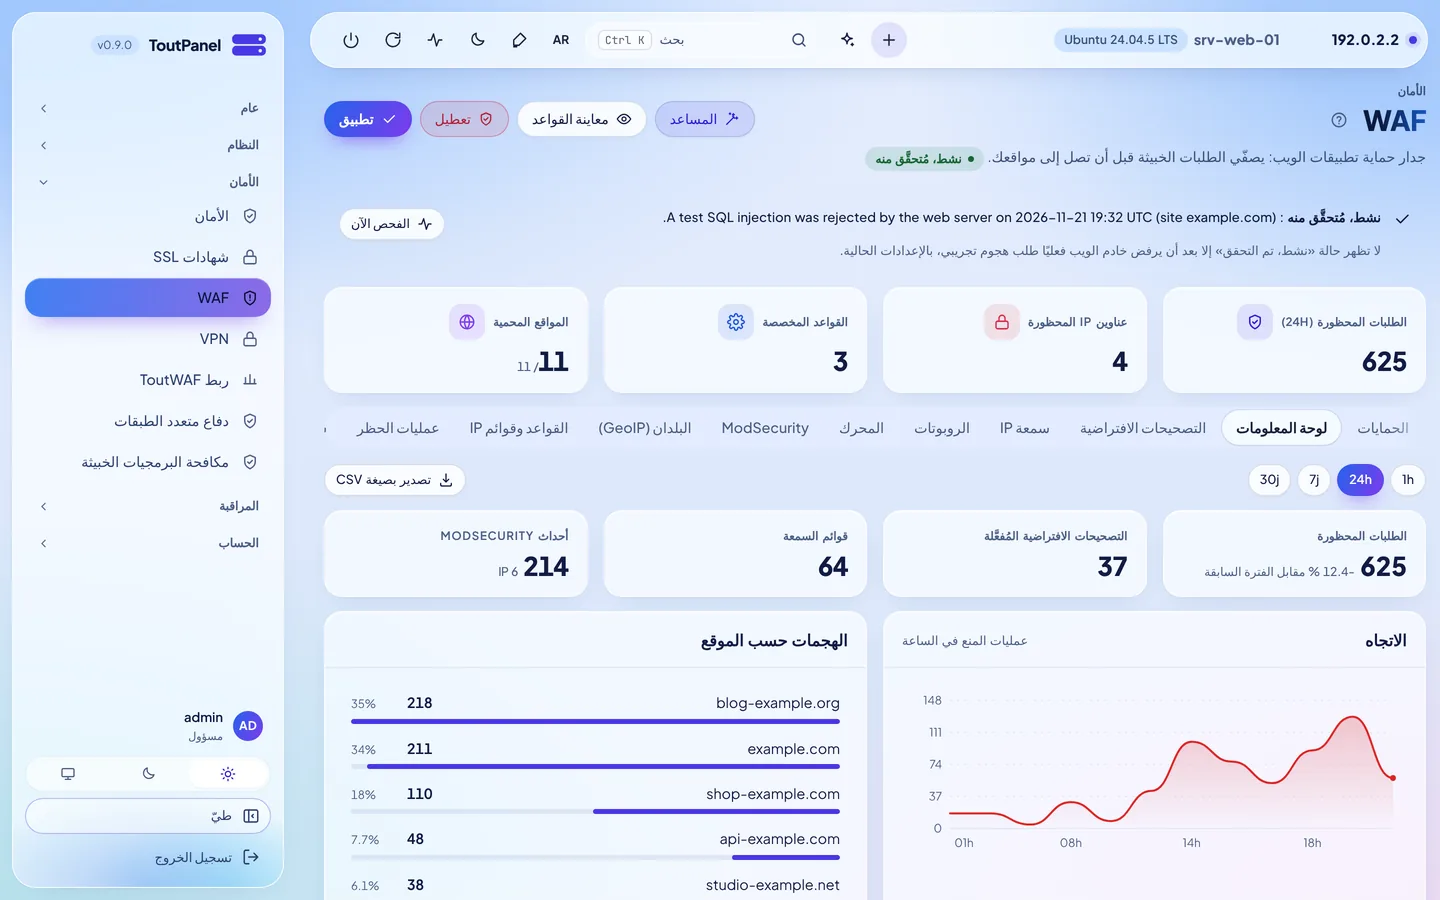 ToutPanel v0.9.0
عام
النظام
الأمان
الأمان
شهادات SSL
WAF
VPN
ربط ToutWAF
دفاع متعدد الطبقات
مكافحة البرمجيات الخبيثة
المراقبة
الحساب
AD admin
مسؤول
طيّ
تسجيل الخروج
192.0.2.2 srv-web-01 Ubuntu 24.04.5 LTS
بحث Ctrl K AR
الأمان
WAF
المساعد معاينة القواعد تعطيل تطبيق
جدار حماية تطبيقات الويب: يصفّي الطلبات الخبيثة قبل أن تصل إلى مواقعك. نشط، مُتحقَّق منه
نشط، مُتحقَّق منه : A test SQL injection was rejected by the web server on 2026-11-21 19:32 UTC (site example.com).
لا تظهر حالة «نشط، تم التحقق» إلا بعد أن يرفض خادم الويب فعليًا طلب هجوم تجريبي، بالإعدادات الحالية.
الفحص الآن
الطلبات المحظورة (24H)
625
عناوين IP المحظورة
4
القواعد المخصصة
3
المواقع المحمية
11/ 11
الحمايات لوحة المعلومات التصحيحات الافتراضية سمعة IP الروبوتات المحرك ModSecurity البلدان (GeoIP) القواعد وقوائم IP عمليات الحظر
1h 24h 7j 30j
تصدير بصيغة CSV
الطلبات المحظورة
625 -12.4 % مقابل الفترة السابقة
التصحيحات الافتراضية المُفعَّلة
37
قوائم السمعة
64
أحداث MODSECURITY
214 6 IP
الاتجاه
عمليات المنع في الساعة
148
111
74
37
0
01h 08h 14h 18h
الهجمات حسب الموقع
blog-example.org 218 35%
example.com 211 34%
shop-example.com 110 18%
api-example.com 48 7.7%
studio-example.net 38 6.1%